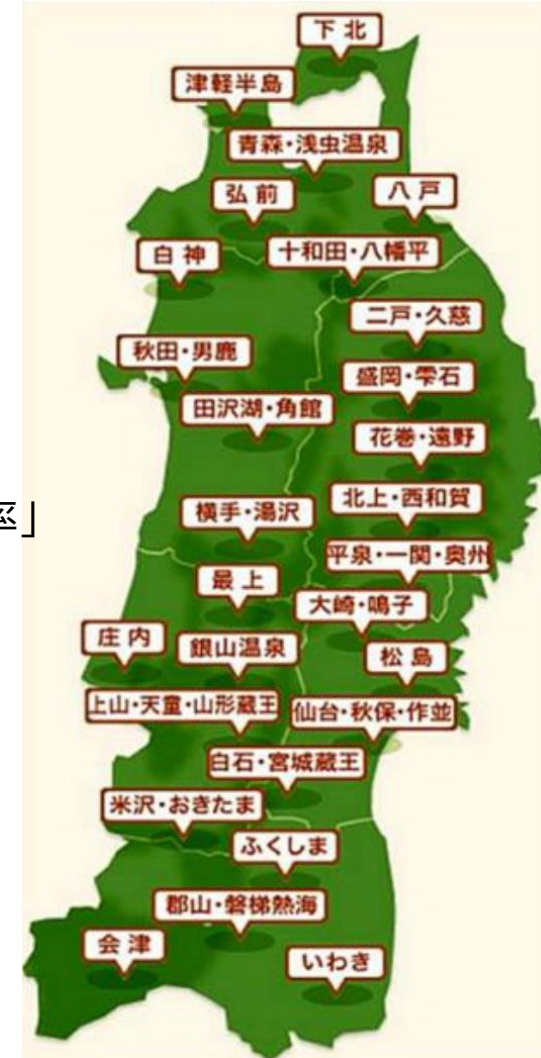 下北
津軽半島
青森・浅虫温泉
弘前
八戸
白神
十和田・八幡平
二戸・久慈
秋田・男鹿
盛岡・雫石
田沢湖・角館
花巻・遠野
北上・西和賀
横手・湯沢
率」
平泉・一関・奥州
最上
大崎・鳴子
庄内
銀山温泉
松島
上山・天童・山形蔵王
仙台・秋保・作並
白石・宮城蔵王
米沢・おきたま
ふくしま
郡山・磐梯熱海
会津
いわき